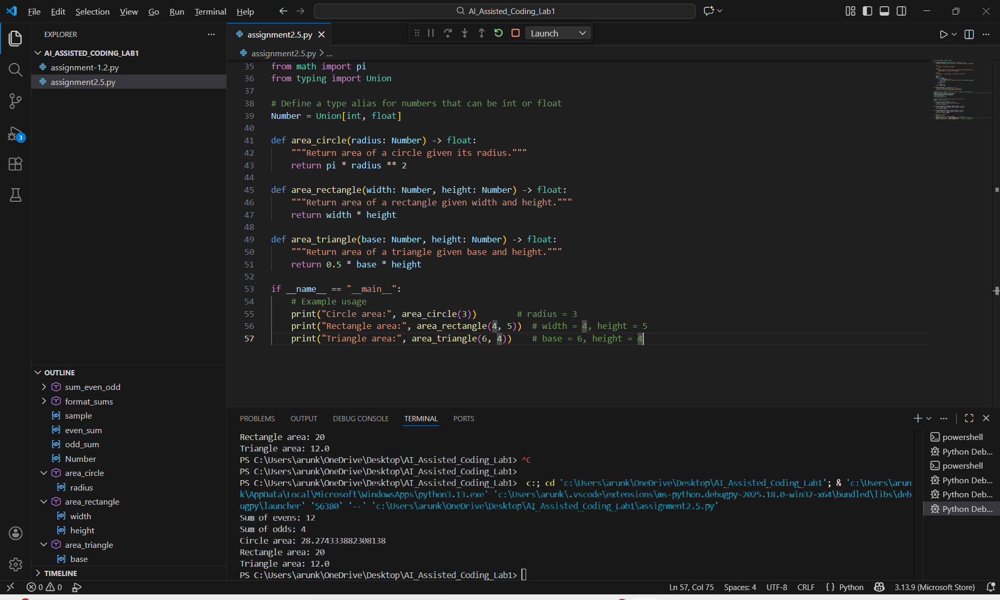 File Edit Selection View Go Run Terminal Help
AI_Assisted_Coding_Lab1
EXPLORER
AI_ASSISTED_CODING_LAB1
assignment-1.2.py
assignment2.5.py
3
OUTLINE
sum_even_odd
format_sums
sample
even_sum
odd_sum
Number
area_circle
radius
area_rectangle
width
height
area_triangle
base
TIMELINE
assignment2.5.py
Launch
assignment2.5.py > ...
35 from math import pi
36 from typing import Union
37
38 # Define a type alias for numbers that can be int or float
39 Number = Union[int, float]
40
41 def area_circle(radius: Number) -> float:
42 """Return area of a circle given its radius."""
43 return pi * radius ** 2
44
45 def area_rectangle(width: Number, height: Number) -> float:
46 """Return area of a rectangle given width and height."""
47 return width * height
48
49 def area_triangle(base: Number, height: Number) -> float:
50 """Return area of a triangle given base and height."""
51 return 0.5 * base * height
52
53 if __name__ == "__main__":
54 # Example usage
55 print("Circle area:", area_circle(3)) # radius = 3
56 print("Rectangle area:", area_rectangle(4, 5)) # width = 4, height = 5
57 print("Triangle area:", area_triangle(6, 4)) # base = 6, height = 4
PROBLEMS OUTPUT DEBUG CONSOLE TERMINAL PORTS
Rectangle area: 20
Triangle area: 12.0
PS C:\Users\arunk\OneDrive\Desktop\AI_Assisted_Coding_Lab1> ^C
PS C:\Users\arunk\OneDrive\Desktop\AI_Assisted_Coding_Lab1>
PS C:\Users\arunk\OneDrive\Desktop\AI_Assisted_Coding_Lab1> c:; cd 'c:\Users\arunk\OneDrive\Desktop\AI_Assisted_Coding_Lab1'; & 'c:\Users\arun
k\AppData\Local\Microsoft\WindowsApps\python3.13.exe' 'c:\Users\arunk\.vscode\extensions\ms-python.debugpy-2025.18.0-win32-x64\bundled\libs\deb
ugpy\launcher' '56380' '--' 'c:\Users\arunk\OneDrive\Desktop\AI_Assisted_Coding_Lab1\assignment2.5.py'
Sum of evens: 12
Sum of odds: 4
Circle area: 28.274333882308138
Rectangle area: 20
Triangle area: 12.0
PS C:\Users\arunk\OneDrive\Desktop\AI_Assisted_Coding_Lab1>
powershell
Python Deb...
powershell
Python Deb...
Python Deb...
Python Deb...
0 0
Ln 57, Col 75 Spaces: 4 UTF-8 CRLF {} Python 3.13.9 (Microsoft Store)